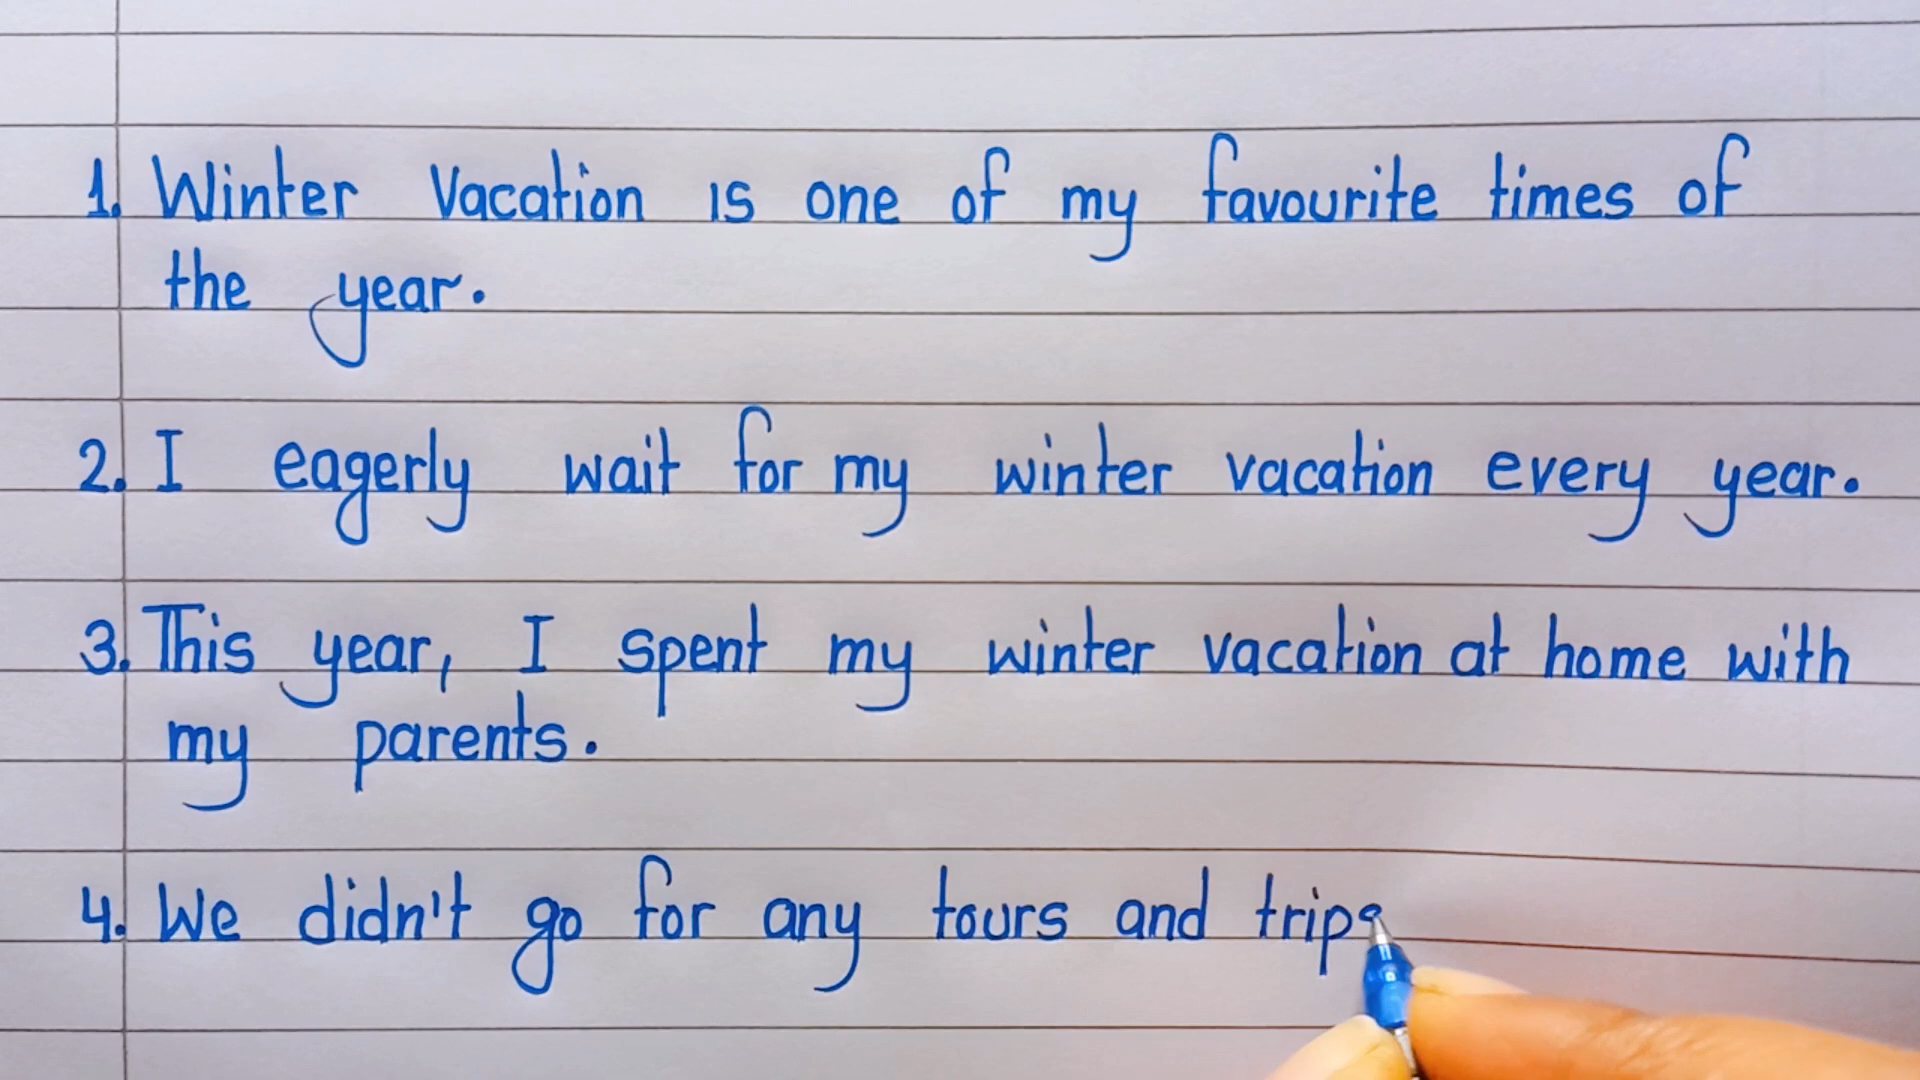 1. Winter Vacation is one of my favourite times of
the year.
2. I eagerly wait for my winter vacation every year.
3. This year, I spent my winter vacation at home with
my parents.
4. We didn't go for any tours and trips